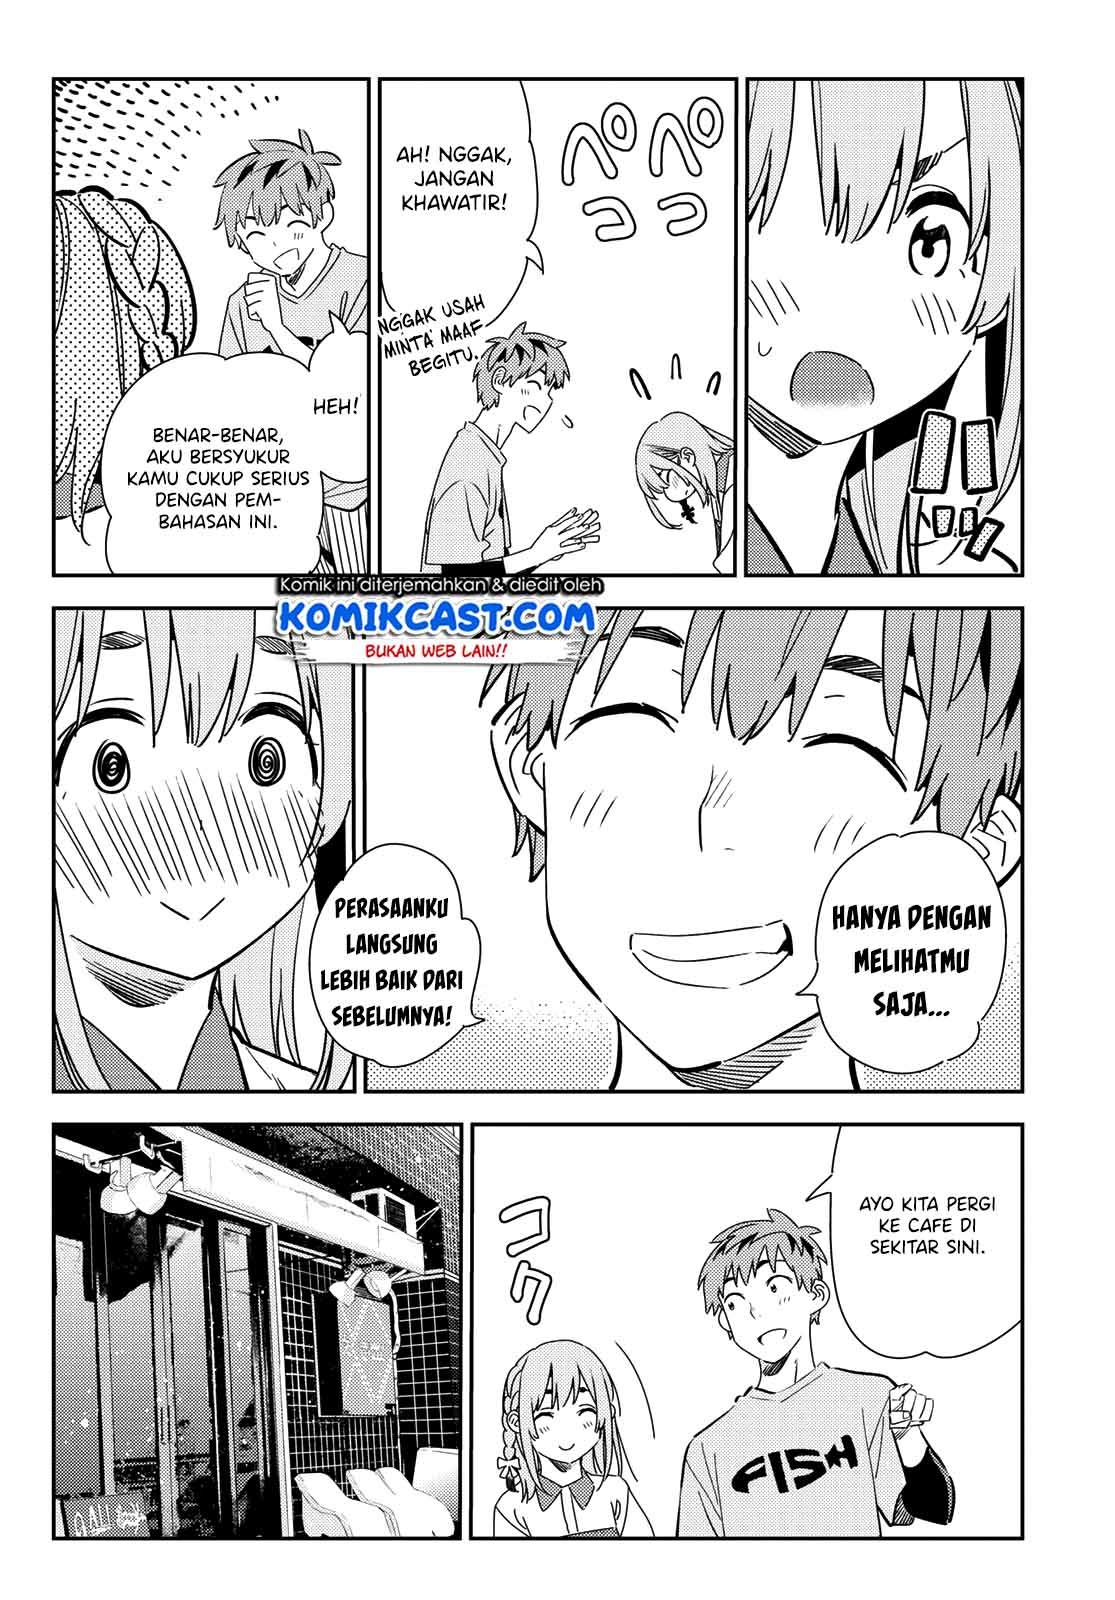 ペコ
ペコ
AH! NGGAK,
JANGAN
KHAWATIR!
NGGAK USAH
MINTA MAAF
BEGITU.
HEH!
BENAR-BENAR,
AKU BERSYUKUR
KAMU CUKUP SERIUS
DENGAN PEM-
BAHASAN INI.
Komik ini diterjemahkan & diedit oleh
KOMIKCAST.COM
BUKAN WEB LAIN!!
HANYA DENGAN
MELIHATMU
SAJA...
PERASAANKU
LANGSUNG
LEBIH BAIK DARI
SEBELUMNYA!
AYO KITA PERGI
KE CAFE DI
SEKITAR SINI.
コク
FISH